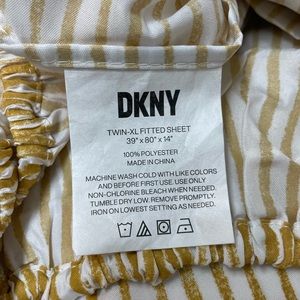 DKNY
TWIN-XL FITTED SHEET
39" x 80" x 14"
100% POLYESTER
MADE IN CHINA
MACHINE WASH COLD WITH LIKE COLORS
AND BEFORE FIRST USE. USE ONLY
NON-CHLORINE BLEACH WHEN NEEDED.
TUMBLE DRY LOW. REMOVE PROMPTLY.
IRON ON LOWEST SETTING AS NEEDED.